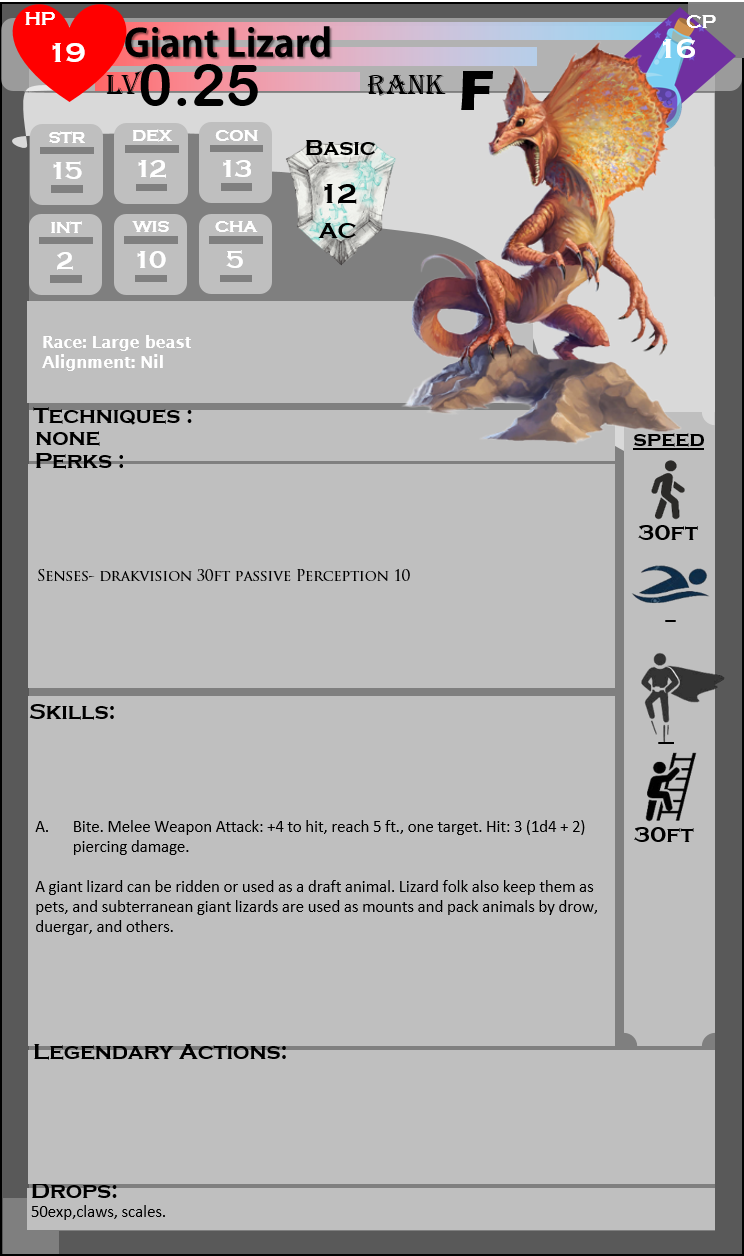 HP
19
Giant Lizard
CP
16
LV 0.25
RANK F
STR
15
DEX
12
CON
13
INT
2
WIS
10
CHA
5
Basic
12
AC
Race: Large beast
Alignment: Nil
Techniques :
none
Perks :
Senses- drakvision 30ft passive Perception 10
SPEED
30FT
–
–
30FT
Skills:
A. Bite. Melee Weapon Attack: +4 to hit, reach 5 ft., one target. Hit: 3 (1d4 + 2)
piercing damage.
A giant lizard can be ridden or used as a draft animal. Lizard folk also keep them as
pets, and subterranean giant lizards are used as mounts and pack animals by drow,
duergar, and others.
Legendary Actions:
Drops:
50exp,claws, scales.